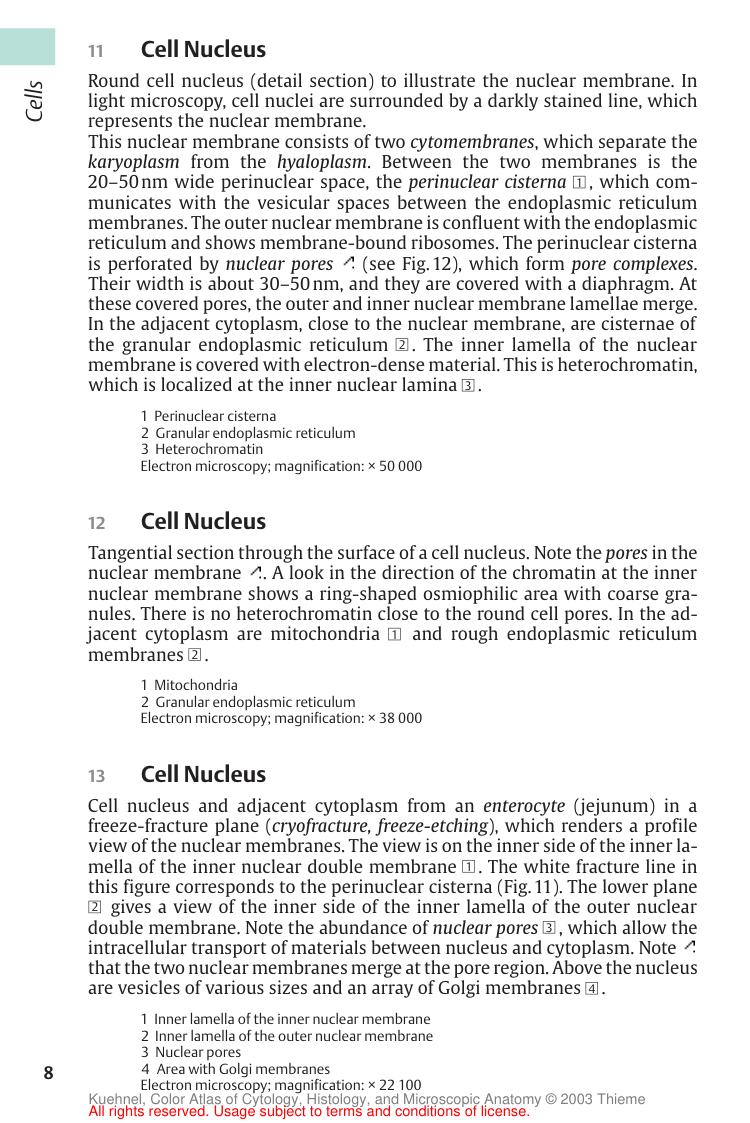 Cells
11 Cell Nucleus
Round cell nucleus (detail section) to illustrate the nuclear membrane. In
light microscopy, cell nuclei are surrounded by a darkly stained line, which
represents the nuclear membrane.
This nuclear membrane consists of two cytomembranes, which separate the
karyoplasm from the hyaloplasm. Between the two membranes is the
20–50 nm wide perinuclear space, the perinuclear cisterna 1, which com-
municates with the vesicular spaces between the endoplasmic reticulum
membranes. The outer nuclear membrane is confluent with the endoplasmic
reticulum and shows membrane-bound ribosomes. The perinuclear cisterna
is perforated by nuclear pores (see Fig. 12), which form pore complexes.
Their width is about 30–50 nm, and they are covered with a diaphragm. At
these covered pores, the outer and inner nuclear membrane lamellae merge.
In the adjacent cytoplasm, close to the nuclear membrane, are cisternae of
the granular endoplasmic reticulum 2. The inner lamella of the nuclear
membrane is covered with electron-dense material. This is heterochromatin,
which is localized at the inner nuclear lamina 3.
1 Perinuclear cisterna
2 Granular endoplasmic reticulum
3 Heterochromatin
Electron microscopy; magnification: × 50 000
12 Cell Nucleus
Tangential section through the surface of a cell nucleus. Note the pores in the
nuclear membrane . A look in the direction of the chromatin at the inner
nuclear membrane shows a ring-shaped osmiophilic area with coarse gra-
nules. There is no heterochromatin close to the round cell pores. In the ad-
jacent cytoplasm are mitochondria 1 and rough endoplasmic reticulum
membranes 2.
1 Mitochondria
2 Granular endoplasmic reticulum
Electron microscopy; magnification: × 38 000
13 Cell Nucleus
Cell nucleus and adjacent cytoplasm from an enterocyte (jejunum) in a
freeze-fracture plane (cryofracture, freeze-etching), which renders a profile
view of the nuclear membranes. The view is on the inner side of the inner la-
mella of the inner nuclear double membrane 1. The white fracture line in
this figure corresponds to the perinuclear cisterna (Fig. 11). The lower plane
2 gives a view of the inner side of the inner lamella of the outer nuclear
double membrane. Note the abundance of nuclear pores 3, which allow the
intracellular transport of materials between nucleus and cytoplasm. Note
that the two nuclear membranes merge at the pore region. Above the nucleus
are vesicles of various sizes and an array of Golgi membranes 4.
1 Inner lamella of the inner nuclear membrane
2 Inner lamella of the outer nuclear membrane
3 Nuclear pores
4 Area with Golgi membranes
Electron microscopy; magnification: × 22 100
8
Kuehnel, Color Atlas of Cytology, Histology, and Microscopic Anatomy © 2003 Thieme
All rights reserved. Usage subject to terms and conditions of license.